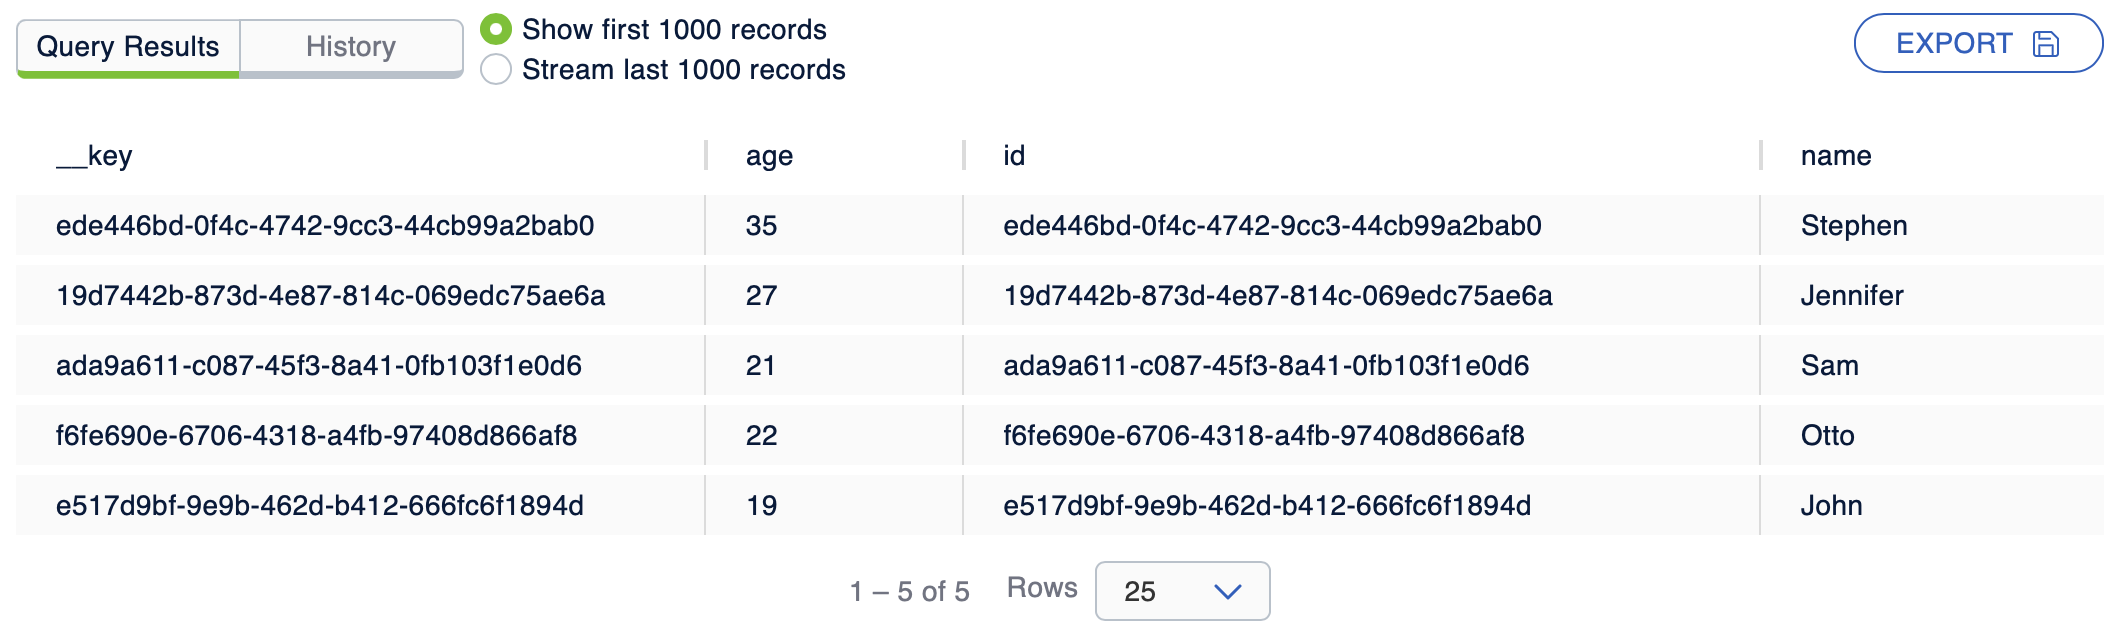 Query Results History
Show first 1000 records
Stream last 1000 records
EXPORT
__key age id name
ede446bd-0f4c-4742-9cc3-44cb99a2bab0 35 ede446bd-0f4c-4742-9cc3-44cb99a2bab0 Stephen
19d7442b-873d-4e87-814c-069edc75ae6a 27 19d7442b-873d-4e87-814c-069edc75ae6a Jennifer
ada9a611-c087-45f3-8a41-0fb103f1e0d6 21 ada9a611-c087-45f3-8a41-0fb103f1e0d6 Sam
f6fe690e-6706-4318-a4fb-97408d866af8 22 f6fe690e-6706-4318-a4fb-97408d866af8 Otto
e517d9bf-9e9b-462d-b412-666fc6f1894d 19 e517d9bf-9e9b-462d-b412-666fc6f1894d John
1 – 5 of 5 Rows 25